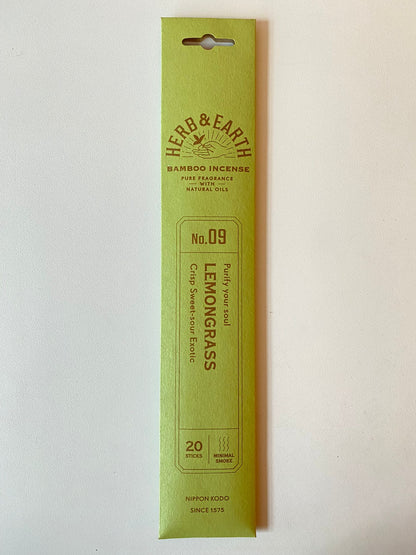 HERB & EARTH
BAMBOO INCENSE
PURE FRAGRANCE
WITH
NATURAL OILS
No.09
Purify your soul
LEMONGRASS
Crisp Sweet-sour Exotic
20
STICKS
MINIMAL
SMOKE
NIPPON KODO
SINCE 1575